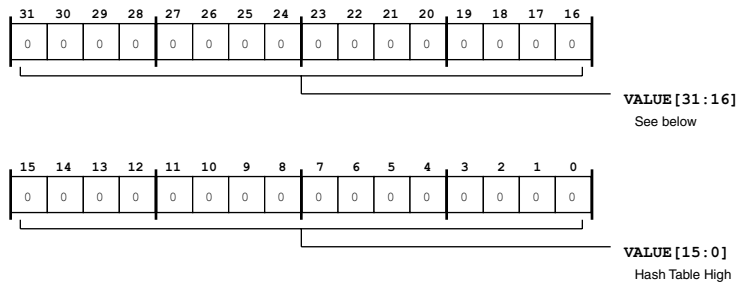 31 30 29 28 27 26 25 24 23 22 21 20 19 18 17 16
0 0 0 0 0 0 0 0 0 0 0 0 0 0 0 0
VALUE[31:16]
See below
15 14 13 12 11 10 9 8 7 6 5 4 3 2 1 0
0 0 0 0 0 0 0 0 0 0 0 0 0 0 0 0
VALUE[15:0]
Hash Table High